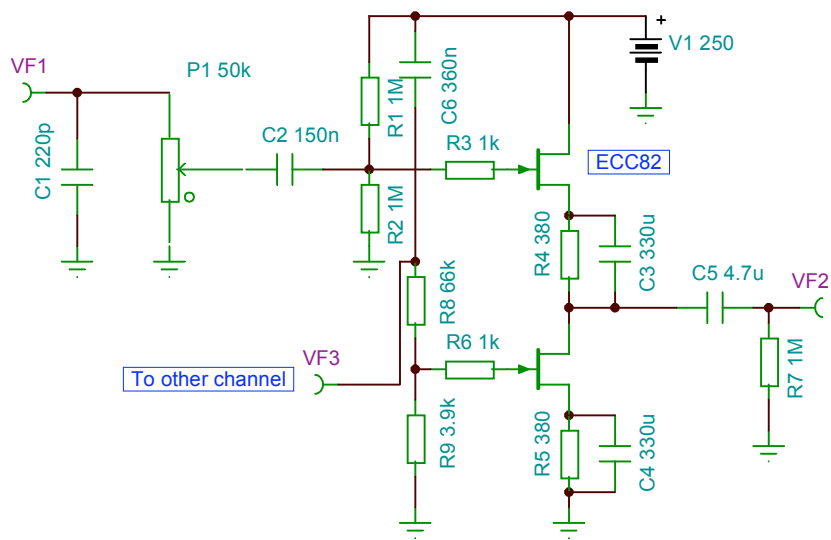 VF1
P1 50k
C1 220p
C2 150n
R1 1M
C6 360n
+
V1 250
R3 1k
ECC82
R2 1M
R4 380
C3 330u
C5 4.7u
VF2
R8 66k
R6 1k
VF3
To other channel
R7 1M
R9 3.9k
R5 380
C4 330u